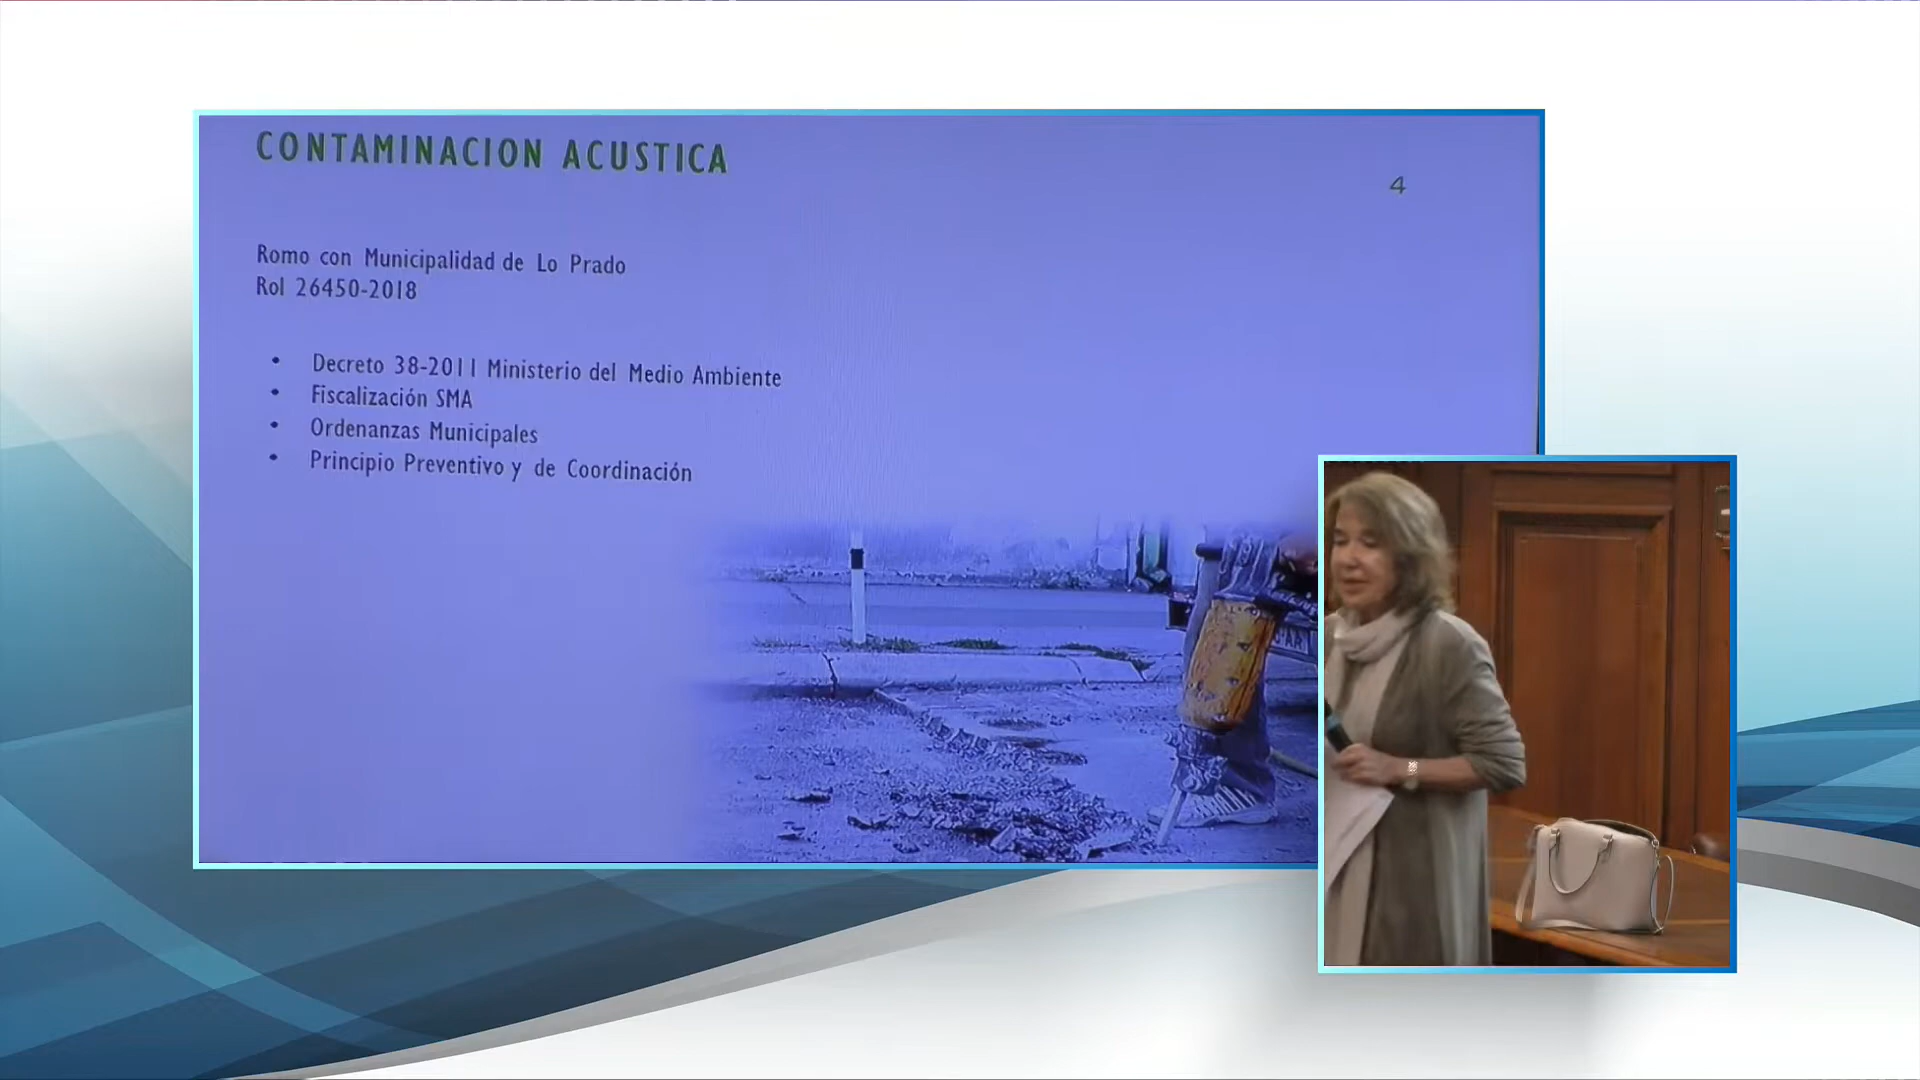 CONTAMINACION ACUSTICA
4
Romo con Municipalidad de Lo Prado
Rol 26450-2018
• Decreto 38-2011 Ministerio del Medio Ambiente
• Fiscalización SMA
• Ordenanzas Municipales
• Principio Preventivo y de Coordinación